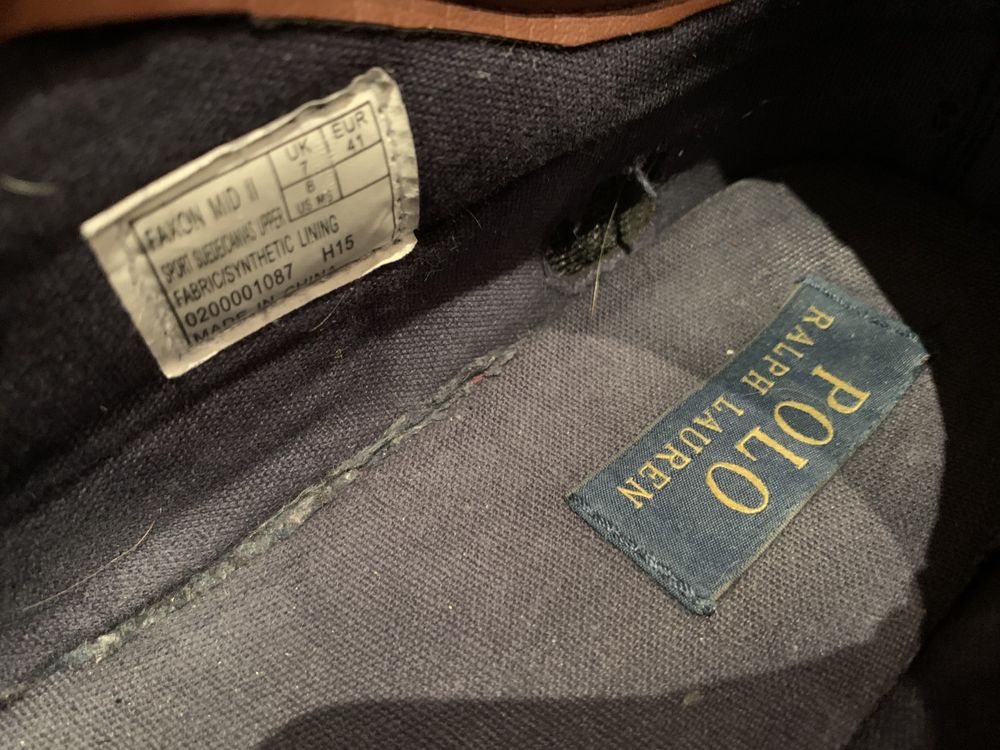 FAXON MID II
UK
7
EUR
41
8
US MS
SPORT SUEDE/CANVAS UPPER
FABRIC/SYNTHETIC LINING
0200001087 H15
MADE IN CHINA
POLO
RALPH LAUREN